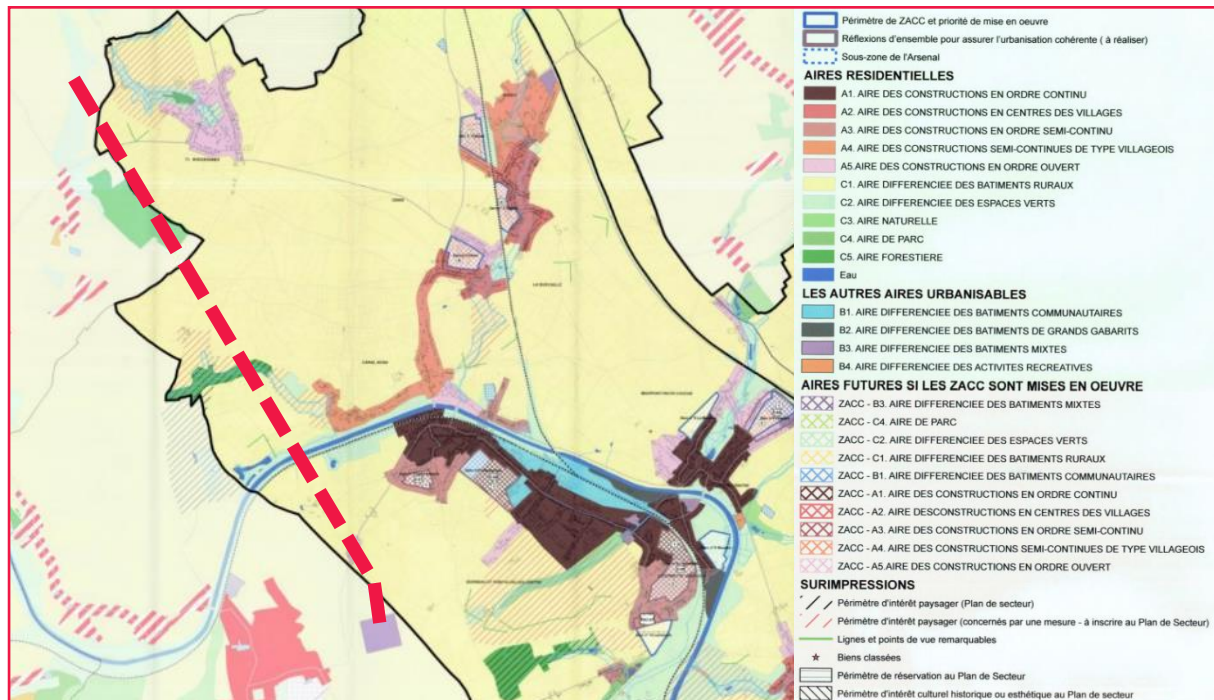 Périmètre de ZACC et priorité de mise en oeuvre
Réflexions d'ensemble pour assurer l'urbanisation cohérente ( à réaliser)
Sous-zone de l'Arsenal
AIRES RESIDENTIELLES
A1. AIRE DES CONSTRUCTIONS EN ORDRE CONTINU
A2. AIRE DES CONSTRUCTIONS EN CENTRES DES VILLAGES
A3. AIRE DES CONSTRUCTIONS EN ORDRE SEMI-CONTINU
A4. AIRE DES CONSTRUCTIONS SEMI-CONTINUES DE TYPE VILLAGEOIS
A5.AIRE DES CONSTRUCTIONS EN ORDRE OUVERT
C1. AIRE DIFFERENCIEE DES BATIMENTS RURAUX
C2. AIRE DIFFERENCIEE DES ESPACES VERTS
C3. AIRE NATURELLE
C4. AIRE DE PARC
C5. AIRE FORESTIERE
Eau
LES AUTRES AIRES URBANISABLES
B1. AIRE DIFFERENCIEE DES BATIMENTS COMMUNAUTAIRES
B2. AIRE DIFFERENCIEE DES BATIMENTS DE GRANDS GABARITS
B3. AIRE DIFFERENCIEE DES BATIMENTS MIXTES
B4. AIRE DIFFERENCIEE DES ACTIVITES RECREATIVES
AIRES FUTURES SI LES ZACC SONT MISES EN OEUVRE
ZACC - B3. AIRE DIFFERENCIEE DES BATIMENTS MIXTES
ZACC - C4. AIRE DE PARC
ZACC - C2. AIRE DIFFERENCIEE DES ESPACES VERTS
ZACC - C1. AIRE DIFFERENCIEE DES BATIMENTS RURAUX
ZACC - B1. AIRE DIFFERENCIEE DES BATIMENTS COMMUNAUTAIRES
ZACC - A1. AIRE DES CONSTRUCTIONS EN ORDRE CONTINU
ZACC - A2. AIRE DESCONSTRUCTIONS EN CENTRES DES VILLAGES
ZACC - A3. AIRE DES CONSTRUCTIONS EN ORDRE SEMI-CONTINU
ZACC - A4. AIRE DES CONSTRUCTIONS SEMI-CONTINUES DE TYPE VILLAGEOIS
ZACC - A5.AIRE DES CONSTRUCTIONS EN ORDRE OUVERT
SURIMPRESSIONS
Périmètre d'intérêt paysager (Plan de secteur)
Périmètre d'intérêt paysager (concernés par une mesure - à inscrire au Plan de Secteur)
Lignes et points de vue remarquables
Biens classées
Périmètre de réservation au Plan de Secteur
Périmètre d'intérêt culturel historique ou esthétique au Plan de secteur